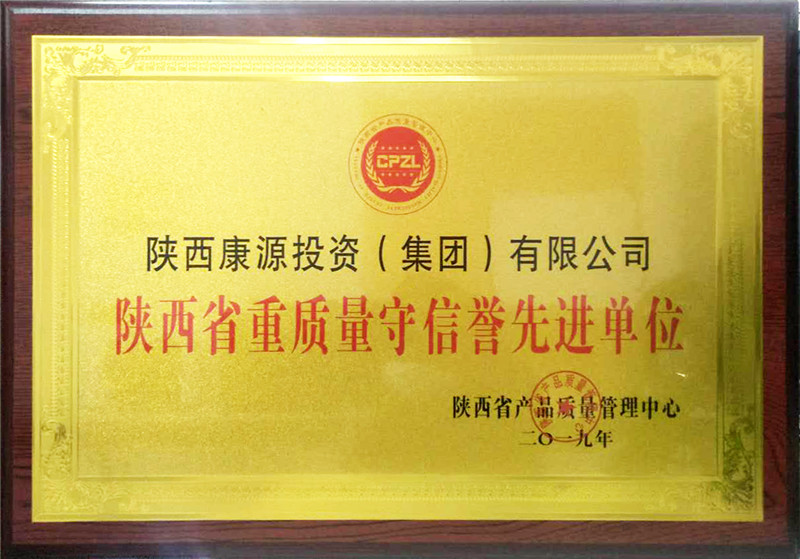 CPZL
陕西康源投资（集团）有限公司
陕西省重质量守信誉先进单位
陕西省产品质量管理中心
二〇一九年